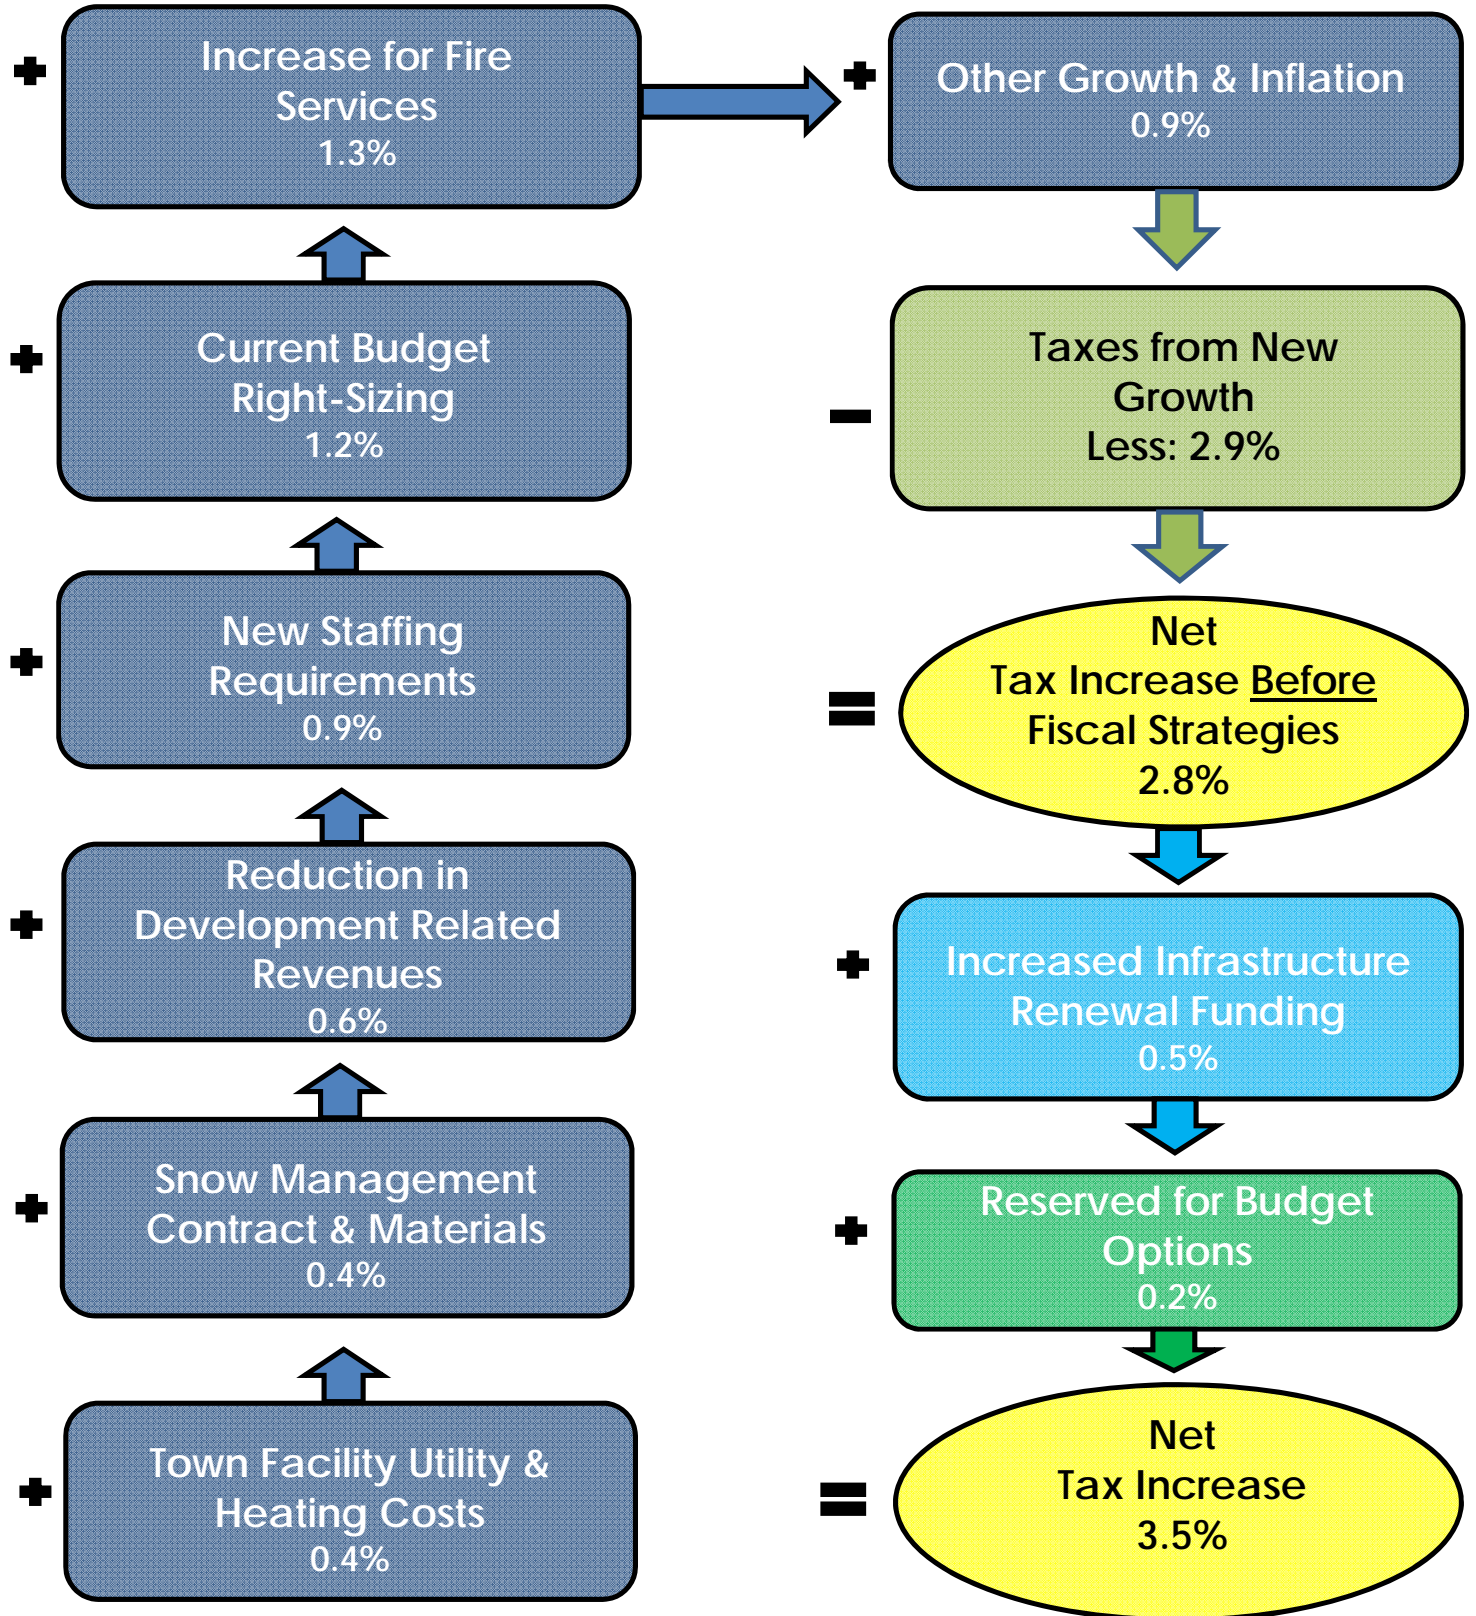 Increase for Fire
Services
1.3%
Current Budget
Right-Sizing
1.2%
New Staffing
Requirements
0.9%
Reduction in
Development Related
Revenues
0.6%
Snow Management
Contract & Materials
0.4%
Town Facility Utility &
Heating Costs
0.4%
Other Growth & Inflation
0.9%
Taxes from New
Growth
Less: 2.9%
Net
Tax Increase Before
Fiscal Strategies
2.8%
Increased Infrastructure
Renewal Funding
0.5%
Reserved for Budget
Options
0.2%
Net
Tax Increase
3.5%